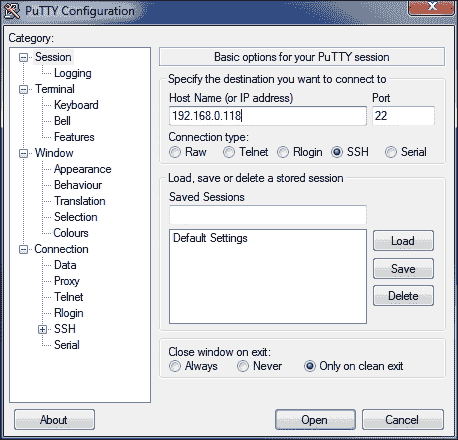 PuTTY Configuration
Category:
Session
Logging
Terminal
Keyboard
Bell
Features
Window
Appearance
Behaviour
Translation
Selection
Colours
Connection
Data
Proxy
Telnet
Rlogin
SSH
Serial
Basic options for your PuTTY session
Specify the destination you want to connect to
Host Name (or IP address) Port
192.168.0.118 22
Connection type:
Raw Telnet Rlogin SSH Serial
Load, save or delete a stored session
Saved Sessions
Default Settings
Load
Save
Delete
Close window on exit:
Always Never Only on clean exit
About Open Cancel